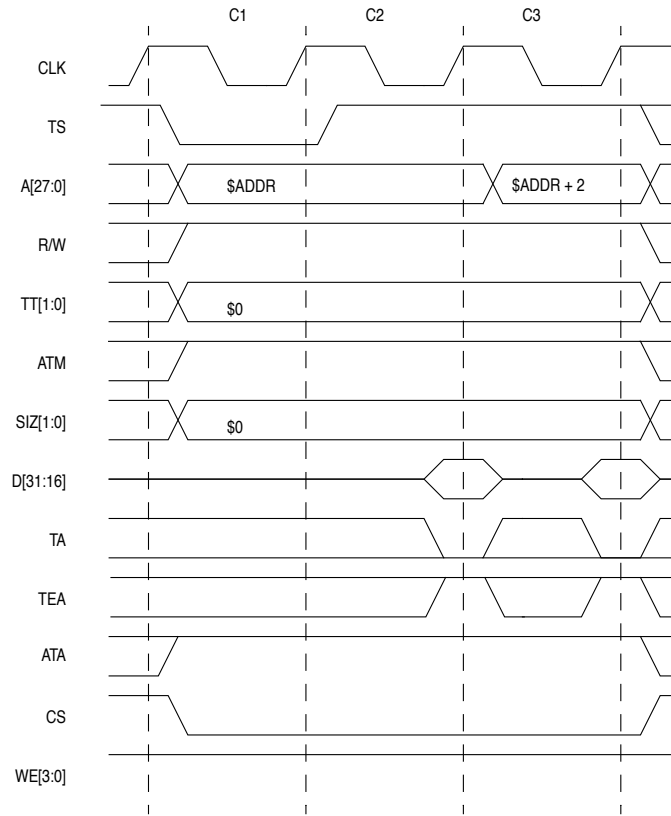 C1 C2 C3
CLK
TS
A[27:0] $ADDR $ADDR + 2
R/W
TT[1:0] $0
ATM
SIZ[1:0] $0
D[31:16]
TA
TEA
ATA
CS
WE[3:0]